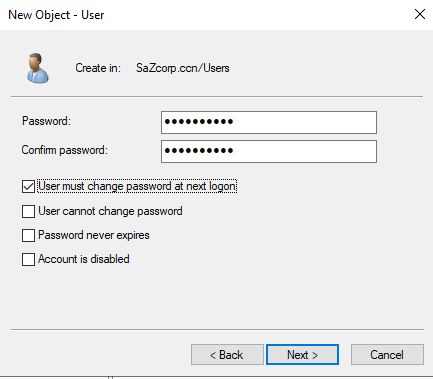 New Object - User
Create in: SaZcorp.ccn/Users
Password: ●●●●●●●●●●
Confirm password: ●●●●●●●●●●
User must change password at next logon
User cannot change password
Password never expires
Account is disabled
< Back Next > Cancel